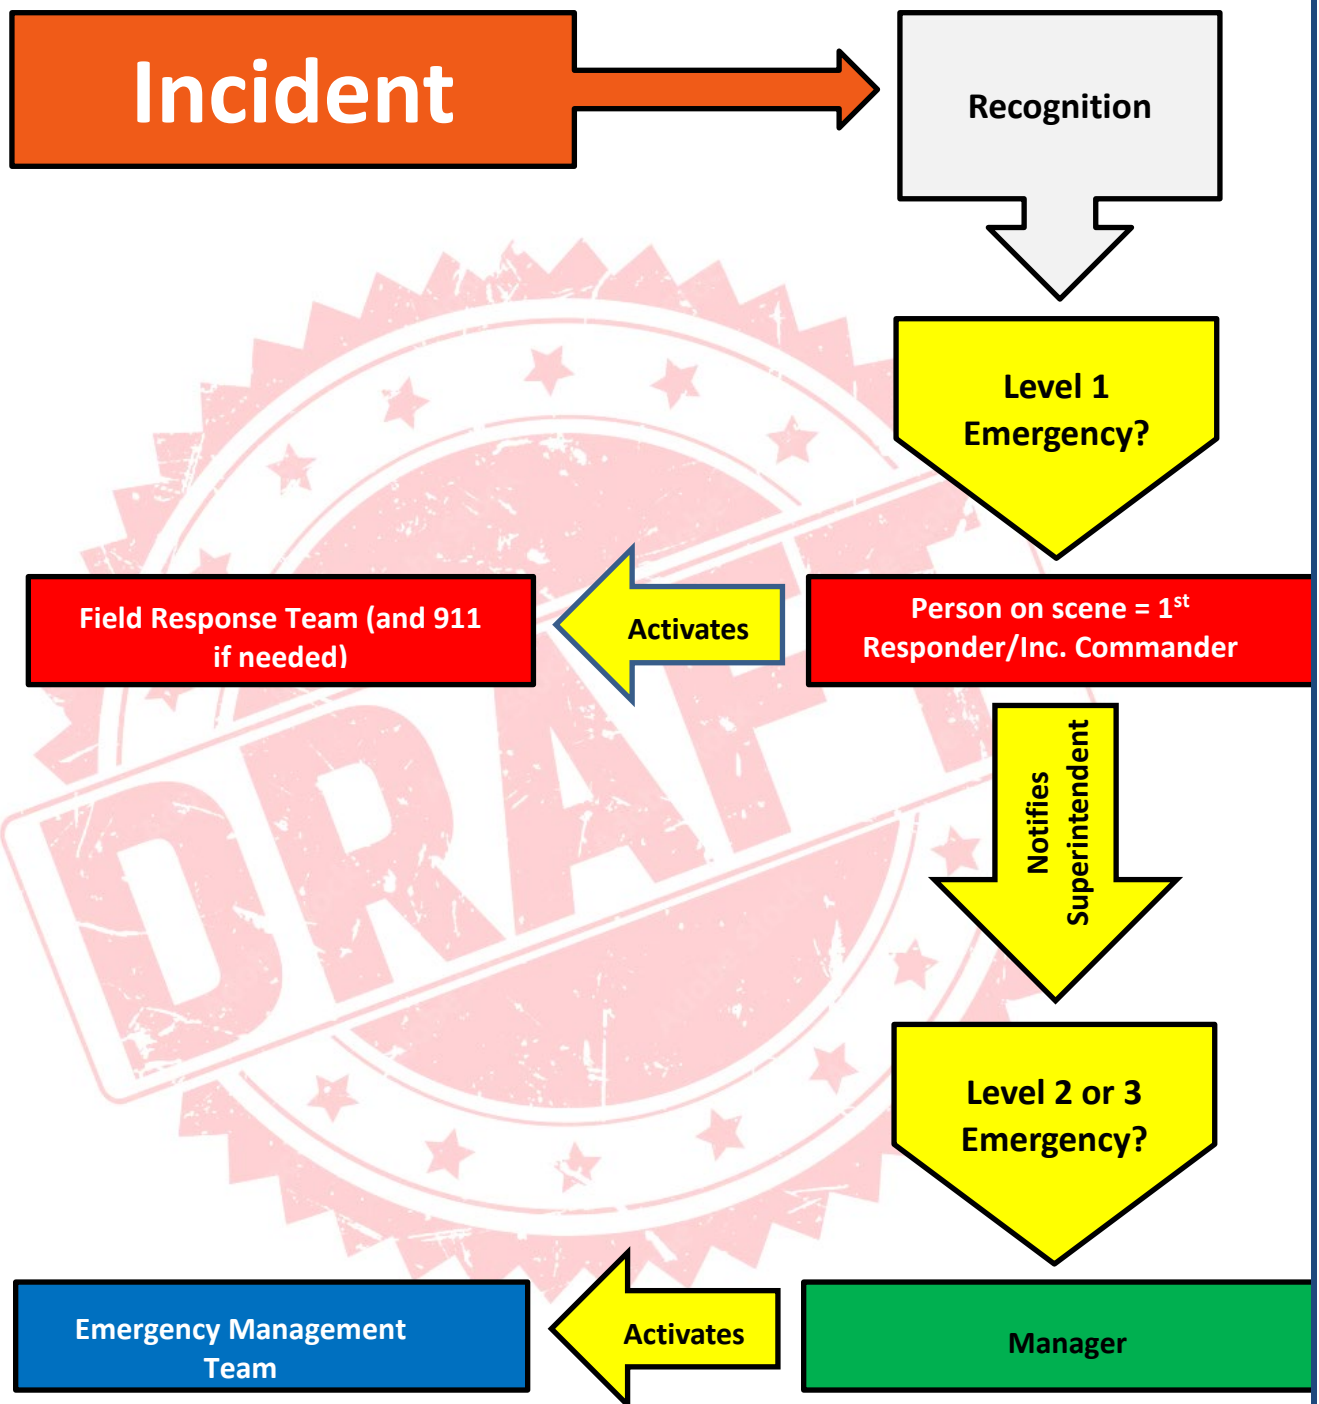 Incident
Recognition
Level 1
Emergency?
Field Response Team (and 911
if needed)
Activates
Person on scene = 1st
Responder/Inc. Commander
Notifies
Superintendent
DRAFT
Level 2 or 3
Emergency?
Emergency Management
Team
Activates
Manager